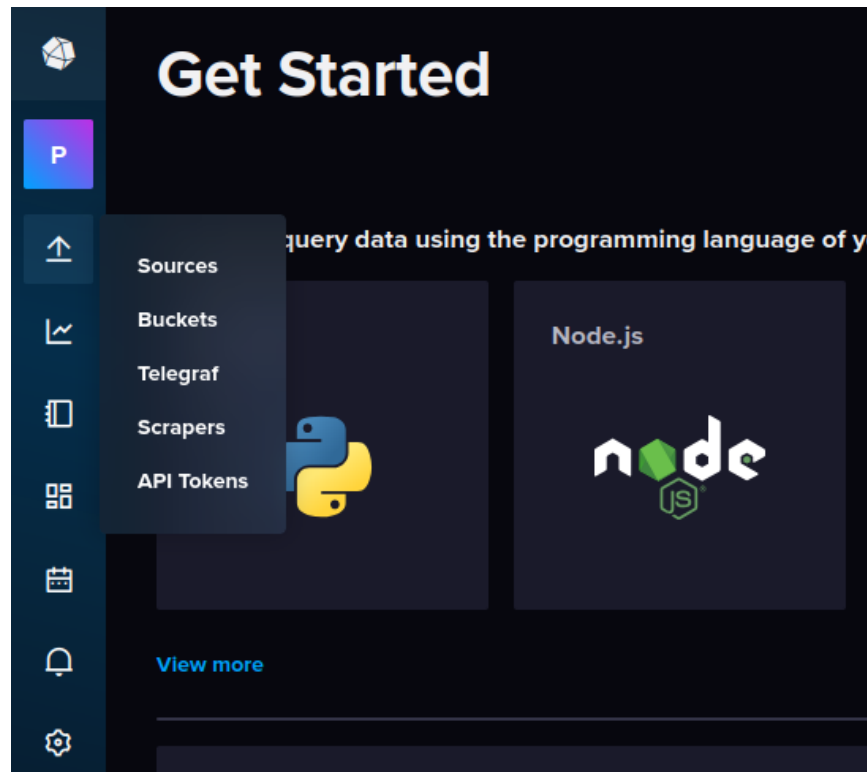 Get Started
P
query data using the programming language of
Sources
Buckets
Telegraf
Scrapers
API Tokens
Node.js
node
JS
View more